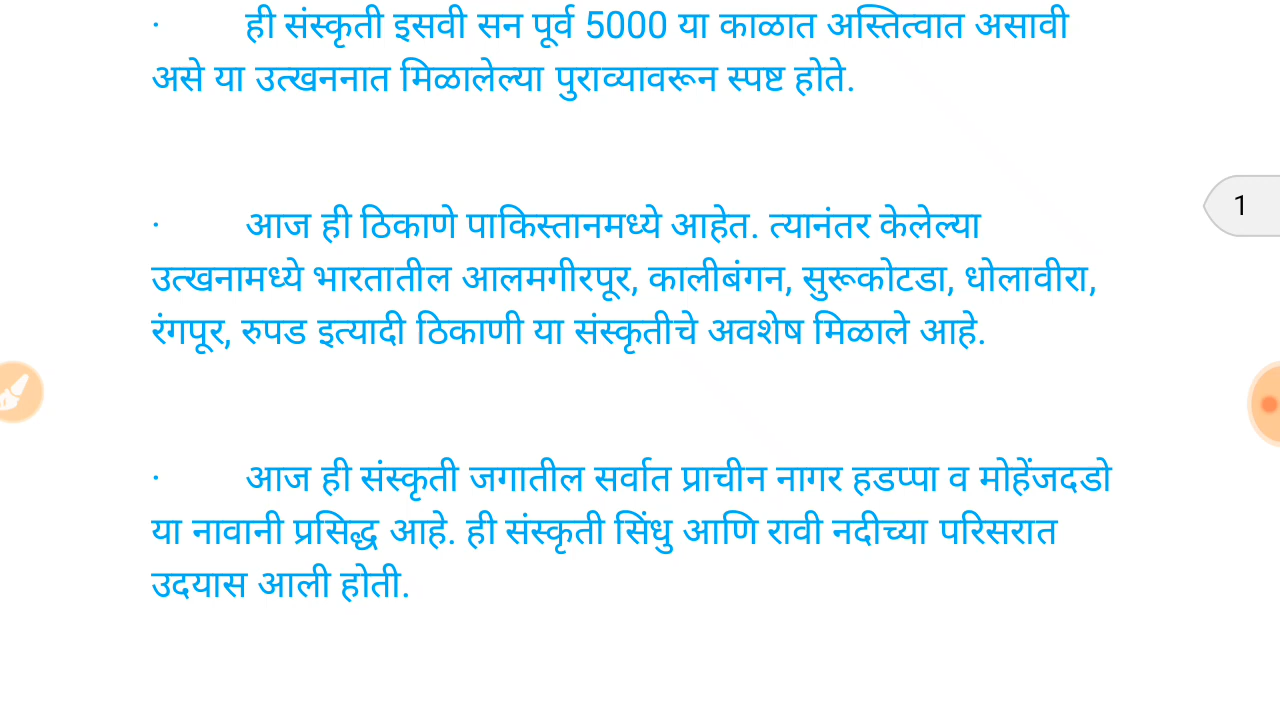 · ही संस्कृती इसवी सन पूर्व 5000 या काळात अस्तित्वात असावी
असे या उत्खननात मिळालेल्या पुराव्यावरून स्पष्ट होते.
· आज ही ठिकाणे पाकिस्तानमध्ये आहेत. त्यानंतर केलेल्या
उत्खनामध्ये भारतातील आलमगीरपूर, कालीबंगन, सुरूकोटडा, धोलावीरा,
रंगपूर, रुपड इत्यादी ठिकाणी या संस्कृतीचे अवशेष मिळाले आहे.
· आज ही संस्कृती जगातील सर्वात प्राचीन नागर हडप्पा व मोहेंजदडो
या नावानी प्रसिद्ध आहे. ही संस्कृती सिंधु आणि रावी नदीच्या परिसरात
उदयास आली होती.
1